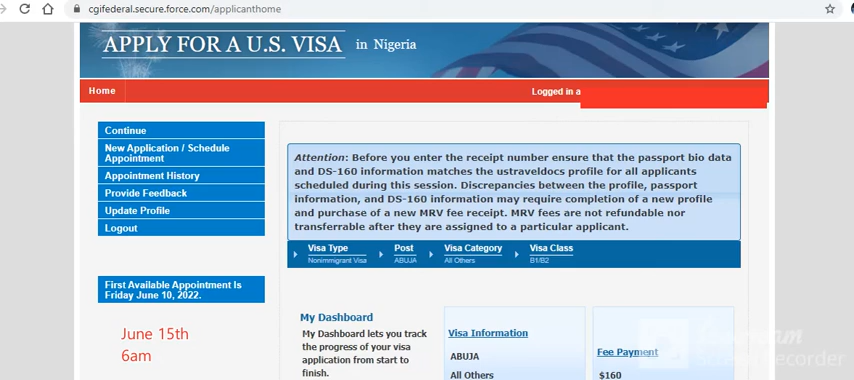 cgifederal.secure.force.com/applicanthome
APPLY FOR A U.S. VISA in Nigeria
Home
Logged in a
Continue
New Application / Schedule
Appointment
Appointment History
Provide Feedback
Update Profile
Logout
First Available Appointment Is
Friday June 10, 2022.
June 15th
6am
Attention: Before you enter the receipt number ensure that the passport bio data
and DS-160 information matches the ustraveldocs profile for all applicants
scheduled during this session. Discrepancies between the profile, passport
information, and DS-160 information may require completion of a new profile
and purchase of a new MRV fee receipt. MRV fees are not refundable nor
transferrable after they are assigned to a particular applicant.
Visa Type Post Visa Category Visa Class
Nonimmigrant Visa ABUJA All Others B1/B2
My Dashboard
My Dashboard lets you track
the progress of your visa
application from start to
finish.
Visa Information
ABUJA
All Others
Fee Payment
$160